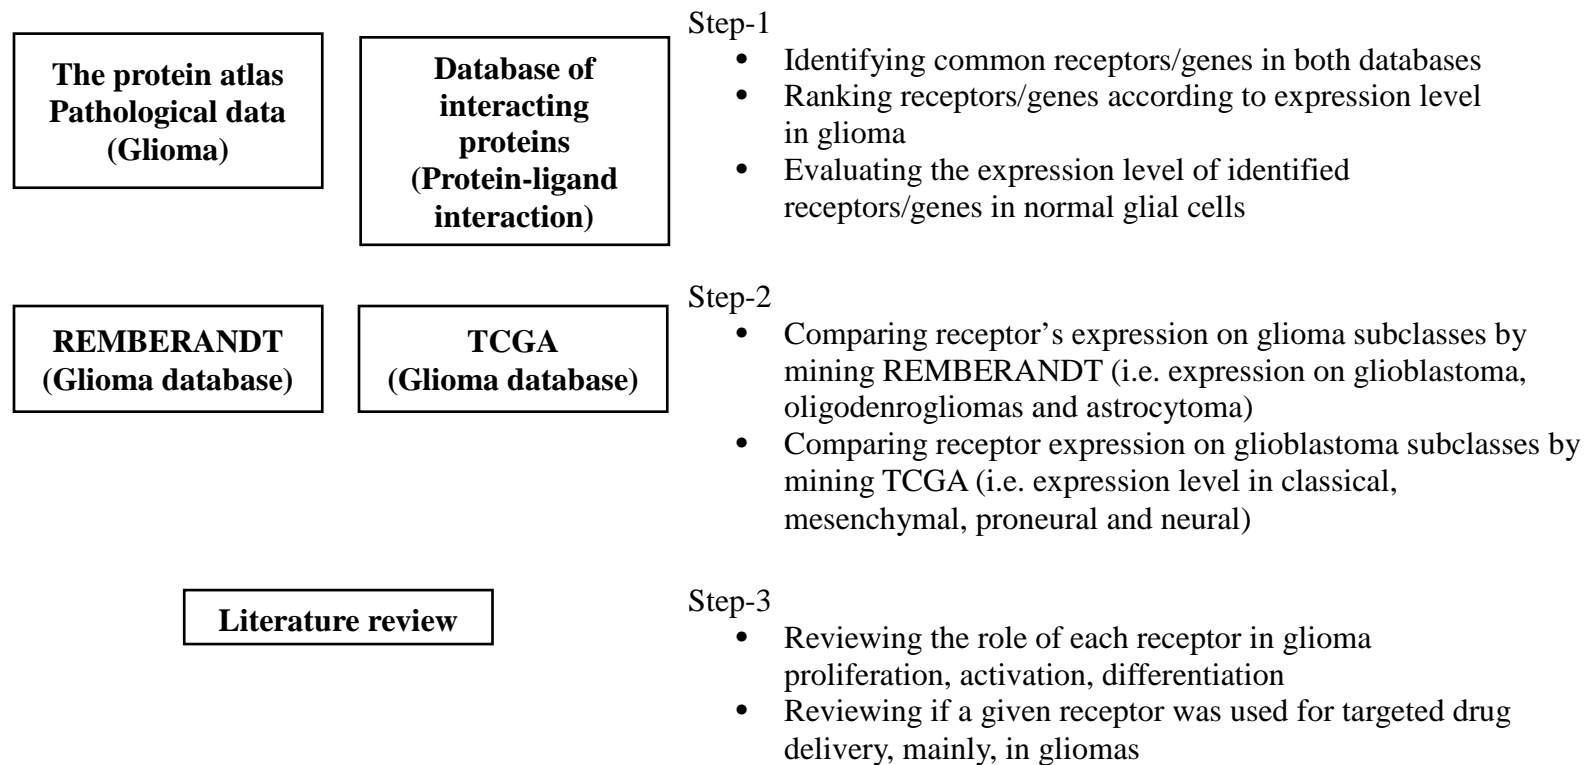 The protein atlas
Pathological data
(Glioma)
Database of
interacting
proteins
(Protein-ligand
interaction)
Step-1
• Identifying common receptors/genes in both databases
• Ranking receptors/genes according to expression level
in glioma
• Evaluating the expression level of identified
receptors/genes in normal glial cells
REMBERANDT
(Glioma database)
TCGA
(Glioma database)
Step-2
• Comparing receptor’s expression on glioma subclasses by
mining REMBERANDT (i.e. expression on glioblastoma,
oligodenrogliomas and astrocytoma)
• Comparing receptor expression on glioblastoma subclasses by
mining TCGA (i.e. expression level in classical,
mesenchymal, proneural and neural)
Literature review
Step-3
• Reviewing the role of each receptor in glioma
proliferation, activation, differentiation
• Reviewing if a given receptor was used for targeted drug
delivery, mainly, in gliomas